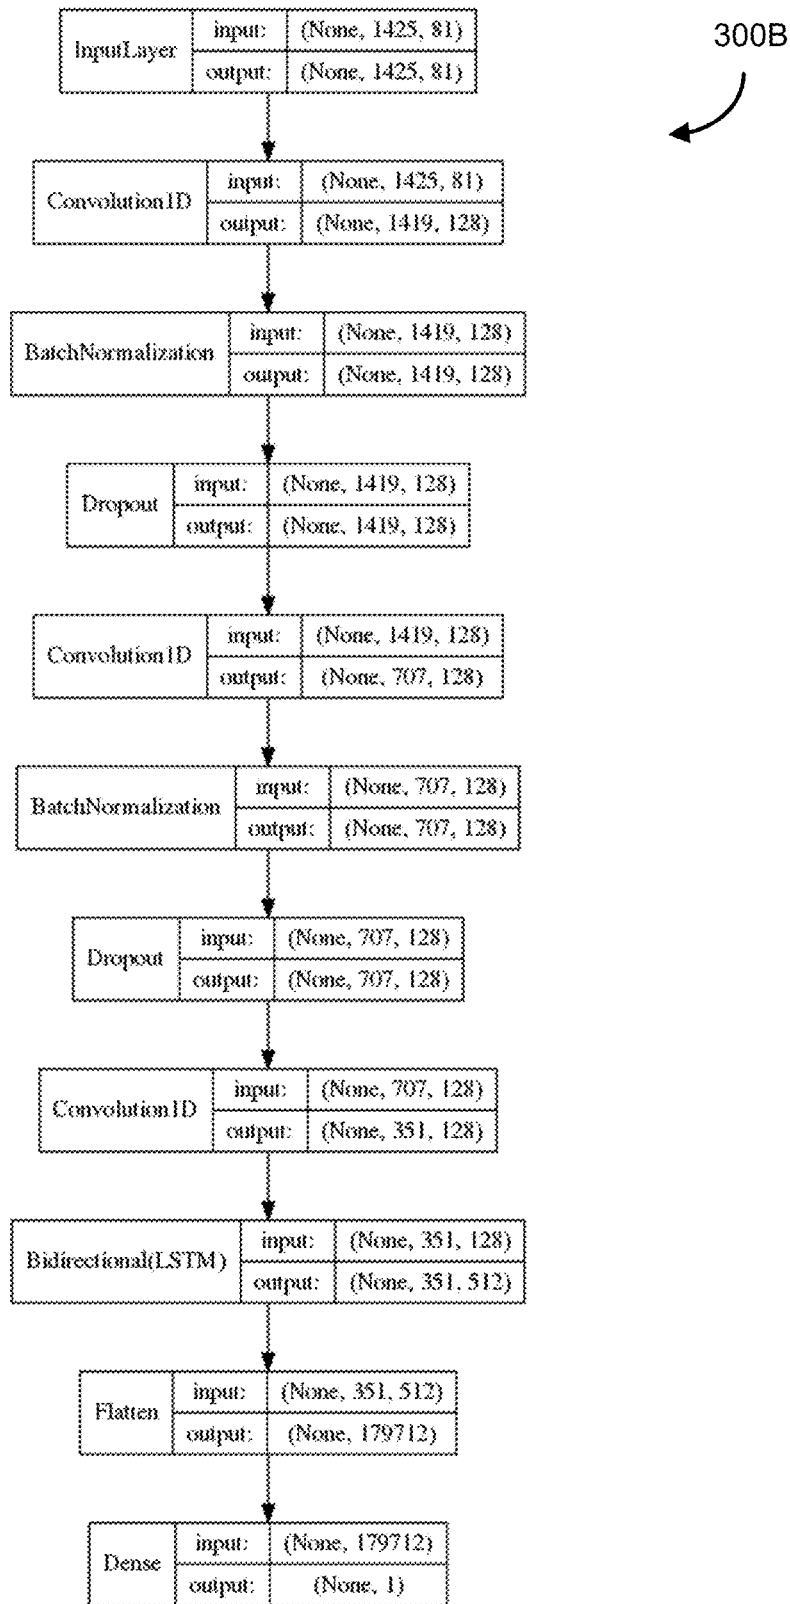 300B
InputLayer
input: (None, 1425, 81)
output: (None, 1425, 81)
Convolution1D
input: (None, 1425, 81)
output: (None, 1419, 128)
BatchNormalization
input: (None, 1419, 128)
output: (None, 1419, 128)
Dropout
input: (None, 1419, 128)
output: (None, 1419, 128)
Convolution1D
input: (None, 1419, 128)
output: (None, 707, 128)
BatchNormalization
input: (None, 707, 128)
output: (None, 707, 128)
Dropout
input: (None, 707, 128)
output: (None, 707, 128)
Convolution1D
input: (None, 707, 128)
output: (None, 351, 128)
Bidirectional(LSTM)
input: (None, 351, 128)
output: (None, 351, 512)
Flatten
input: (None, 351, 512)
output: (None, 179712)
Dense
input: (None, 179712)
output: (None, 1)